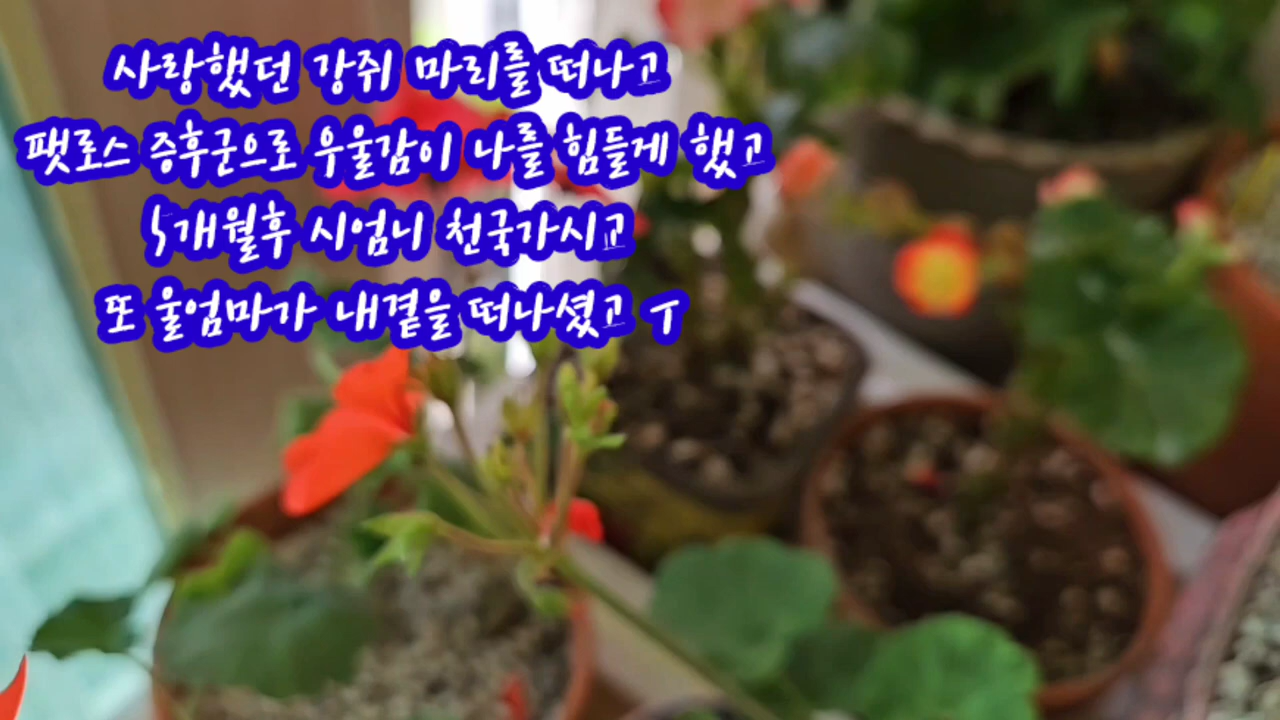 사랑했던 강쥐 마리를 떠나고
팻로스 증후군으로 우울감이 나를 힘들게 했고
5개월후 시엄니 천국가시고
또 울엄마가 내곁을 떠나셨고 ㅜ